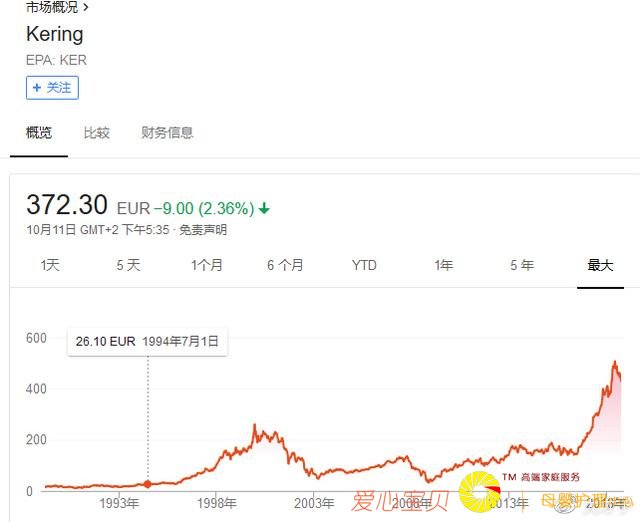 市场概况 >
Kering
EPA: KER
+ 关注
概览 比较 财务信息
372.30 EUR −9.00 (2.36%) ↓
10月11日 GMT+2 下午5:35 · 免责声明
1天 5 天 1个月 6 个月 YTD 1年 5 年 最大
600
26.10 EUR 1994年7月1日
400
200
0
TM 高端家庭服务
1993年 1998年 2003年 2008年 2013年 2018年
爱心宝贝 母婴护理